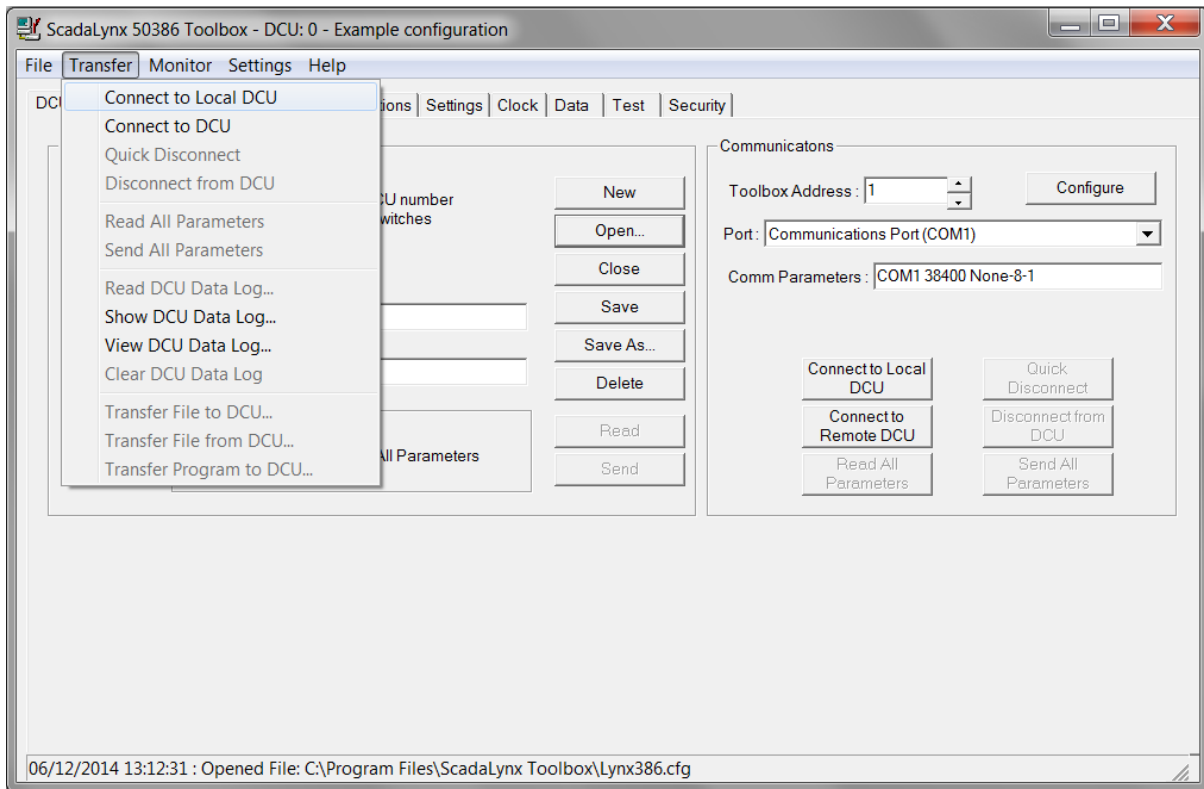 ScadaLynx 50386 Toolbox - DCU: 0 - Example configuration
File Transfer Monitor Settings Help
Connect to Local DCU
Connect to DCU
Quick Disconnect
Disconnect from DCU
Read All Parameters
Send All Parameters
Read DCU Data Log...
Show DCU Data Log...
View DCU Data Log...
Clear DCU Data Log
Transfer File to DCU...
Transfer File from DCU...
Transfer Program to DCU...
Settings Clock Data Test Security
number
All Parameters
New
Open...
Close
Save
Save As...
Delete
Read
Send
Communicatons
Toolbox Address : 1
Configure
Port : Communications Port (COM1)
Comm Parameters : COM1 38400 None-8-1
Connect to Local
DCU
Quick
Disconnect
Connect to
Remote DCU
Disconnect from
DCU
Read All
Parameters
Send All
Parameters
06/12/2014 13:12:31 : Opened File: C:\Program Files\ScadaLynx Toolbox\Lynx386.cfg